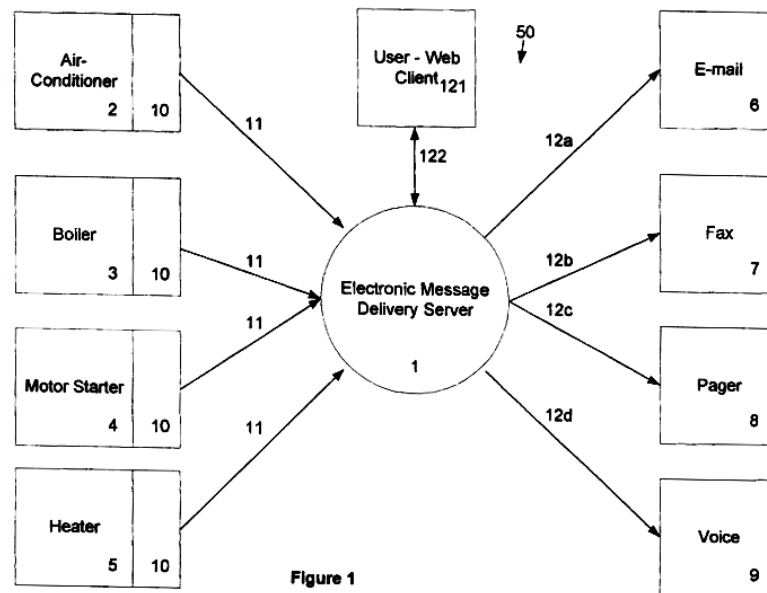 Air-
Conditioner
2
10
11
User - Web
Client
121
50
122
12a
E-mail
6
Boiler
3
10
11
Electronic Message
Delivery Server
1
12b
Fax
7
Motor Starter
4
10
11
12c
Pager
8
Heater
5
10
11
12d
Voice
9
Figure 1